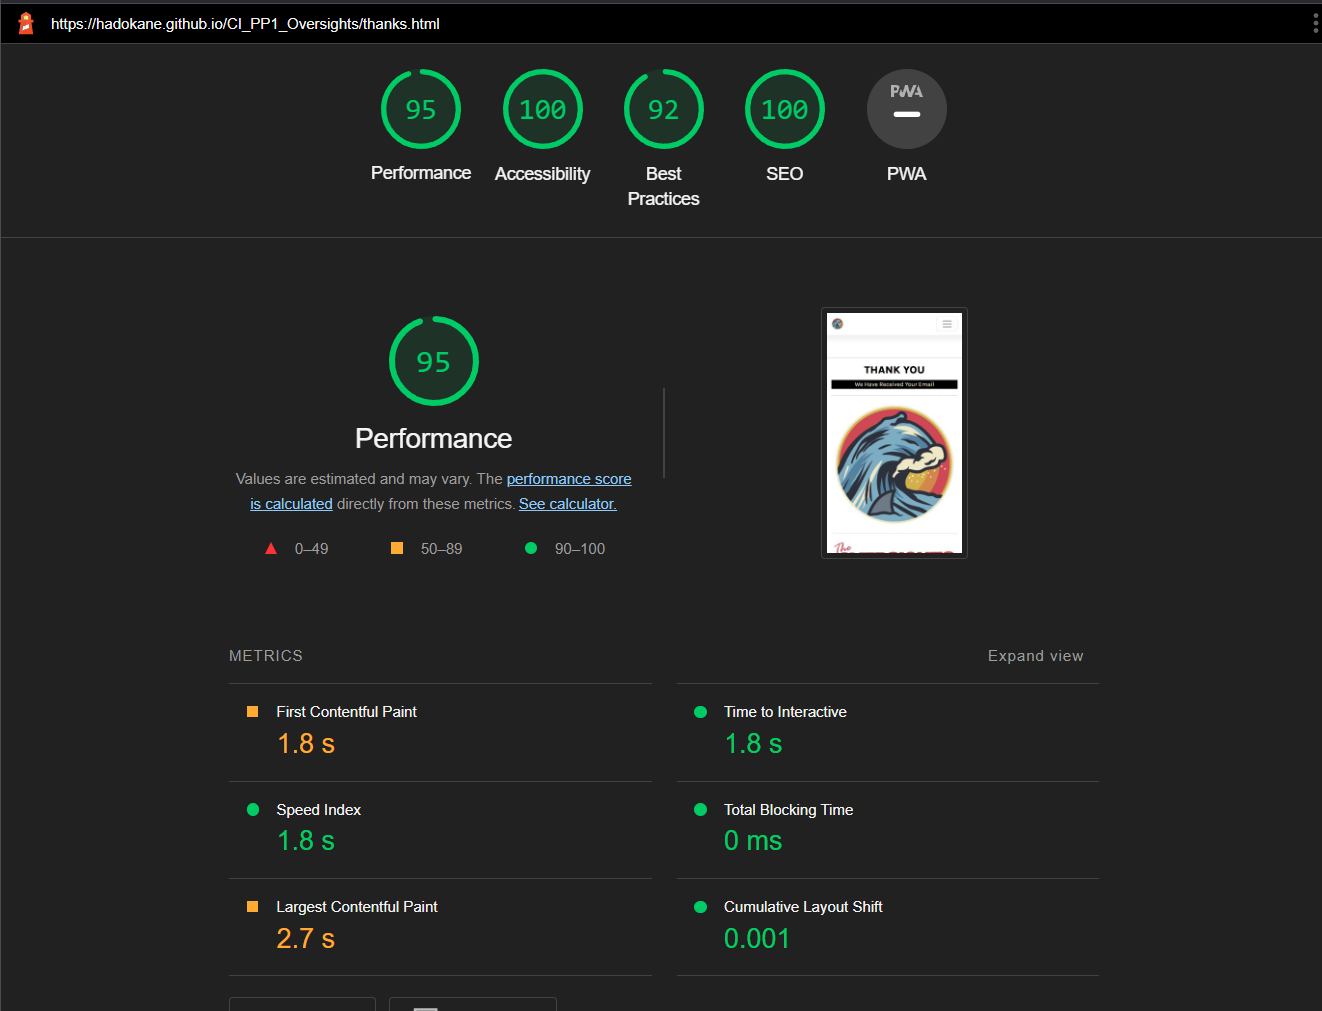 https://hadokane.github.io/CI_PP1_Oversights/thanks.html
95
100
92
100
PWA
Performance
Accessibility
Best
Practices
SEO
PWA
95
Performance
Values are estimated and may vary. The performance score
is calculated directly from these metrics. See calculator.
0–49
50–89
90–100
THANK YOU
We Have Received Your Email
The
METRICS
Expand view
First Contentful Paint
1.8 s
Time to Interactive
1.8 s
Speed Index
1.8 s
Total Blocking Time
0 ms
Largest Contentful Paint
2.7 s
Cumulative Layout Shift
0.001